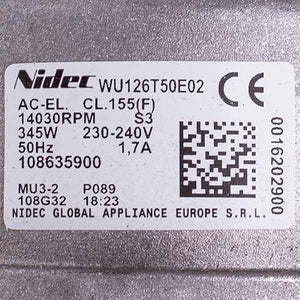 Nidec WU126T50E02
AC-EL. CL.155(F)
14030RPM S3
345W 230-240V
50Hz 1,7A
108635900
MU3-2 P089
108G32 18:23
NIDEC GLOBAL APPLIANCE EUROPE S.R.L.
CE
0016202900